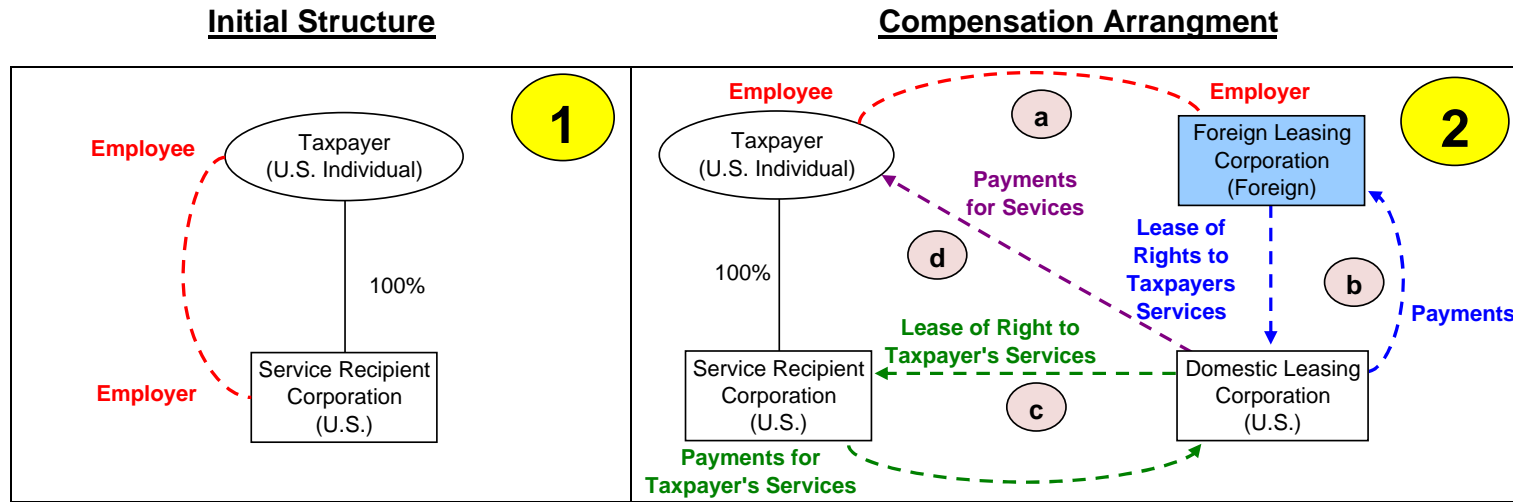 Initial Structure
Compensation Arrangment
1
Employee
Taxpayer
(U.S. Individual)
100%
Employer
Service Recipient
Corporation
(U.S.)
2
Employee
Employer
a
Taxpayer
(U.S. Individual)
Foreign Leasing
Corporation
(Foreign)
Payments
for Sevices
Lease of
Rights to
Taxpayers
Services
d
100%
b
Payments
Lease of Right to
Taxpayer's Services
Service Recipient
Corporation
(U.S.)
Domestic Leasing
Corporation
(U.S.)
c
Payments for
Taxpayer's Services